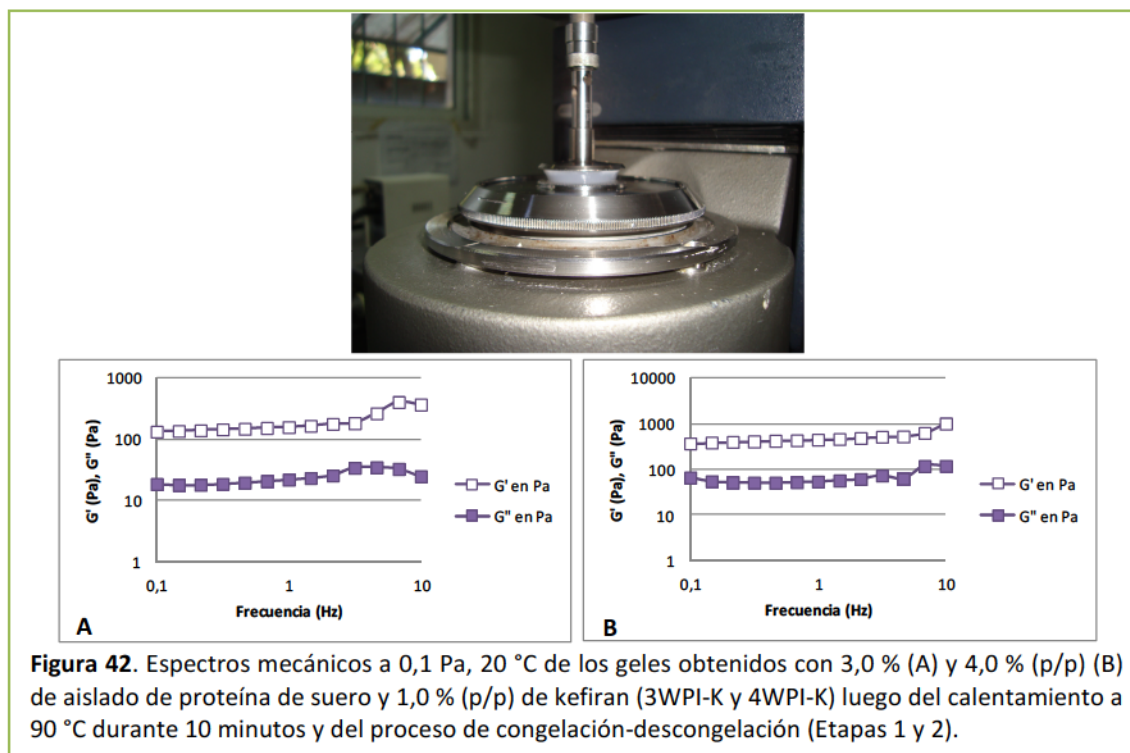 1000
100
10
1
G' (Pa), G" (Pa)
G' en Pa
G" en Pa
0,1 1 10
Frecuencia (Hz)
A
10000
1000
100
10
1
G' (Pa), G" (Pa)
G' en Pa
G" en Pa
0,1 1 10
Frecuencia (Hz)
B
Figura 42. Espectros mecánicos a 0,1 Pa, 20 °C de los geles obtenidos con 3,0 % (A) y 4,0 % (p/p) (B)
de aislado de proteína de suero y 1,0 % (p/p) de kefiran (3WPI-K y 4WPI-K) luego del calentamiento a
90 °C durante 10 minutos y del proceso de congelación-descongelación (Etapas 1 y 2).